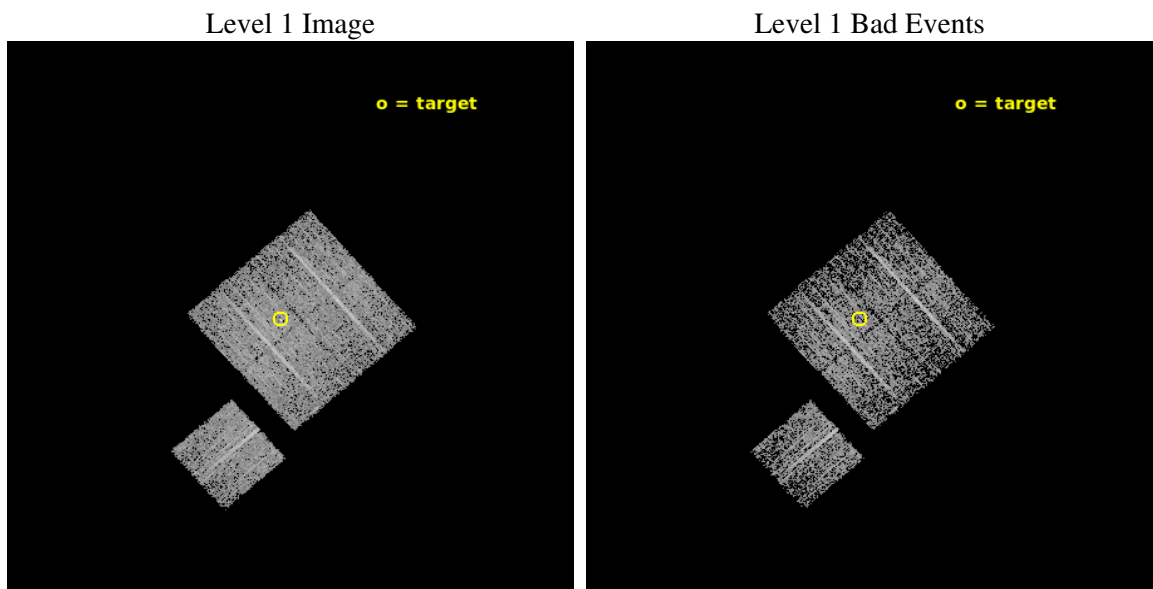 Level 1 Image
Level 1 Bad Events
o = target
o = target